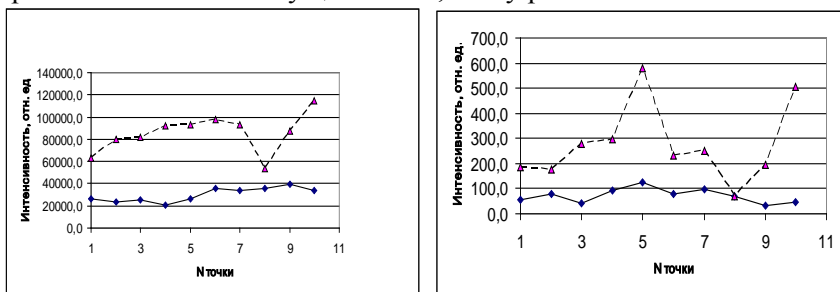 Интенсивность, отн. ед
140000,0
120000,0
100000,0
80000,0
60000,0
40000,0
20000,0
0,0
1 3 5 7 9 11
N точки
Интенсивность, отн. ед.
700,0
600,0
500,0
400,0
300,0
200,0
100,0
0,0
1 3 5 7 9 11
N точки